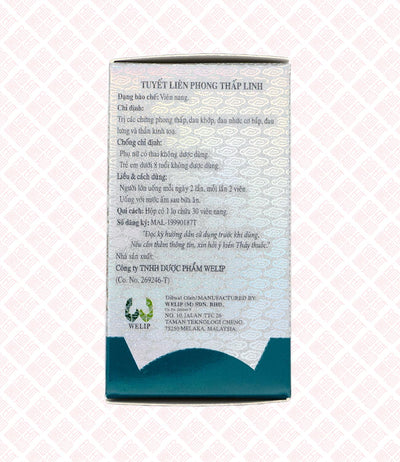 TUYẾT LIÊN PHONG THẤP LINH
Dạng bào chế: Viên nang.
Chỉ định:
Trị các chứng phong thấp, đau khớp, đau nhức cơ bắp, đau
lưng và thần kinh toạ.
Chống chỉ định:
Phụ nữ có thai không được dùng.
Trẻ em dưới 8 tuổi không được dùng.
Liều & cách dùng:
Người lớn uống mỗi ngày 2 lần, mỗi lần 2 viên.
Uống với nước ấm sau bữa ăn.
Qui cách: Hộp có 1 lọ chứa 30 viên nang.
Số đăng ký: MAL-19990187T
"Đọc kỹ hướng dẫn sử dụng trước khi dùng.
Nếu cần thêm thông tin, xin hỏi ý kiến Thầy thuốc."
Nhà sản xuất:
Công ty TNHH DƯỢC PHẨM WELIP
(Co. No. 269246-T)
Dikwal Oleh/MANUFACTURED BY:
WELIP (M) SDN. BHD.
NO. 10, JALAN TTC 26
TAMAN TEKNOLOGI CHENG,
75250 MELAKA, MALAYSIA.
WELIP